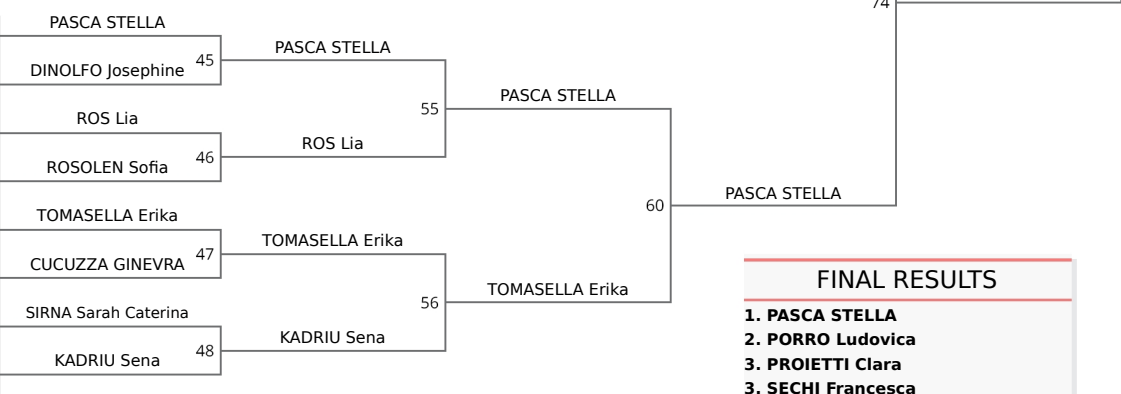 74
PASCA STELLA
45
DINOLFO Josephine
PASCA STELLA
ROS Lia
46
ROSOLEN Sofia
55
ROS Lia
PASCA STELLA
TOMASELLA Erika
47
CUCUZZA GINEVRA
TOMASELLA Erika
SIRNA Sarah Caterina
48
KADRIU Sena
56
KADRIU Sena
TOMASELLA Erika
60
PASCA STELLA
FINAL RESULTS
1. PASCA STELLA
2. PORRO Ludovica
3. PROIETTI Clara
3. SECHI Francesca